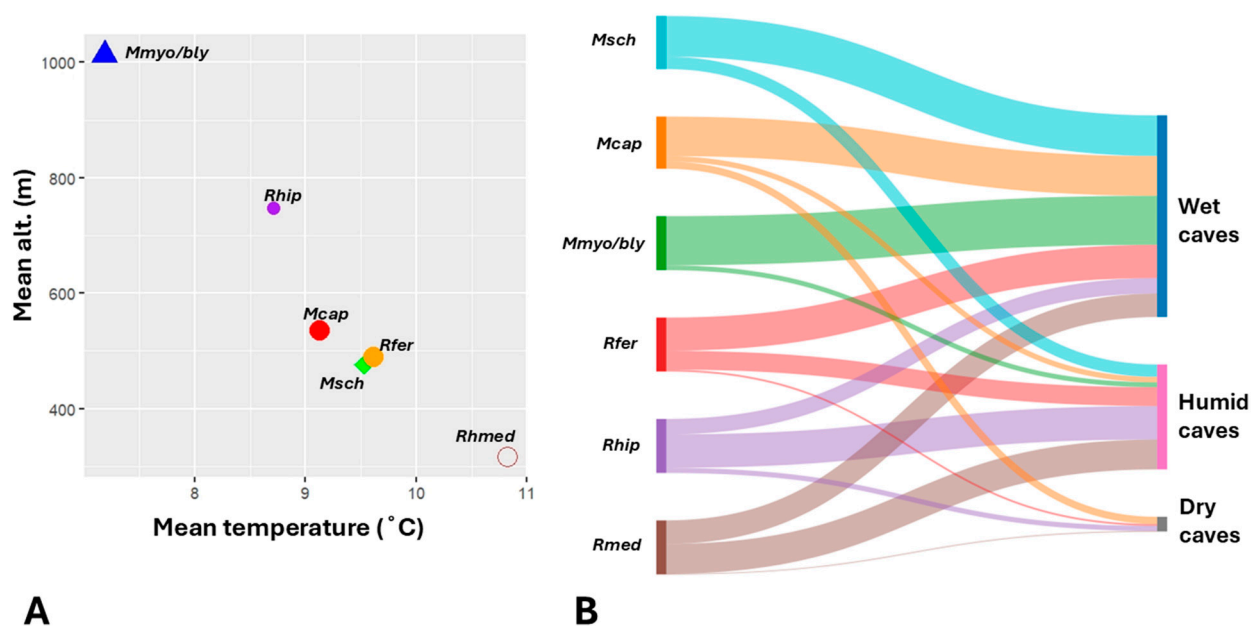 Mean alt. (m)
1000
800
600
400
Mmyo/bly
Rhip
Mcap
Rfer
Msch
Rhmed
8
9
10
11
Mean temperature (˚C)
A
Msch
Mcap
Mmyo/bly
Rfer
Rhip
Rmed
Wet
caves
Humid
caves
Dry
caves
B